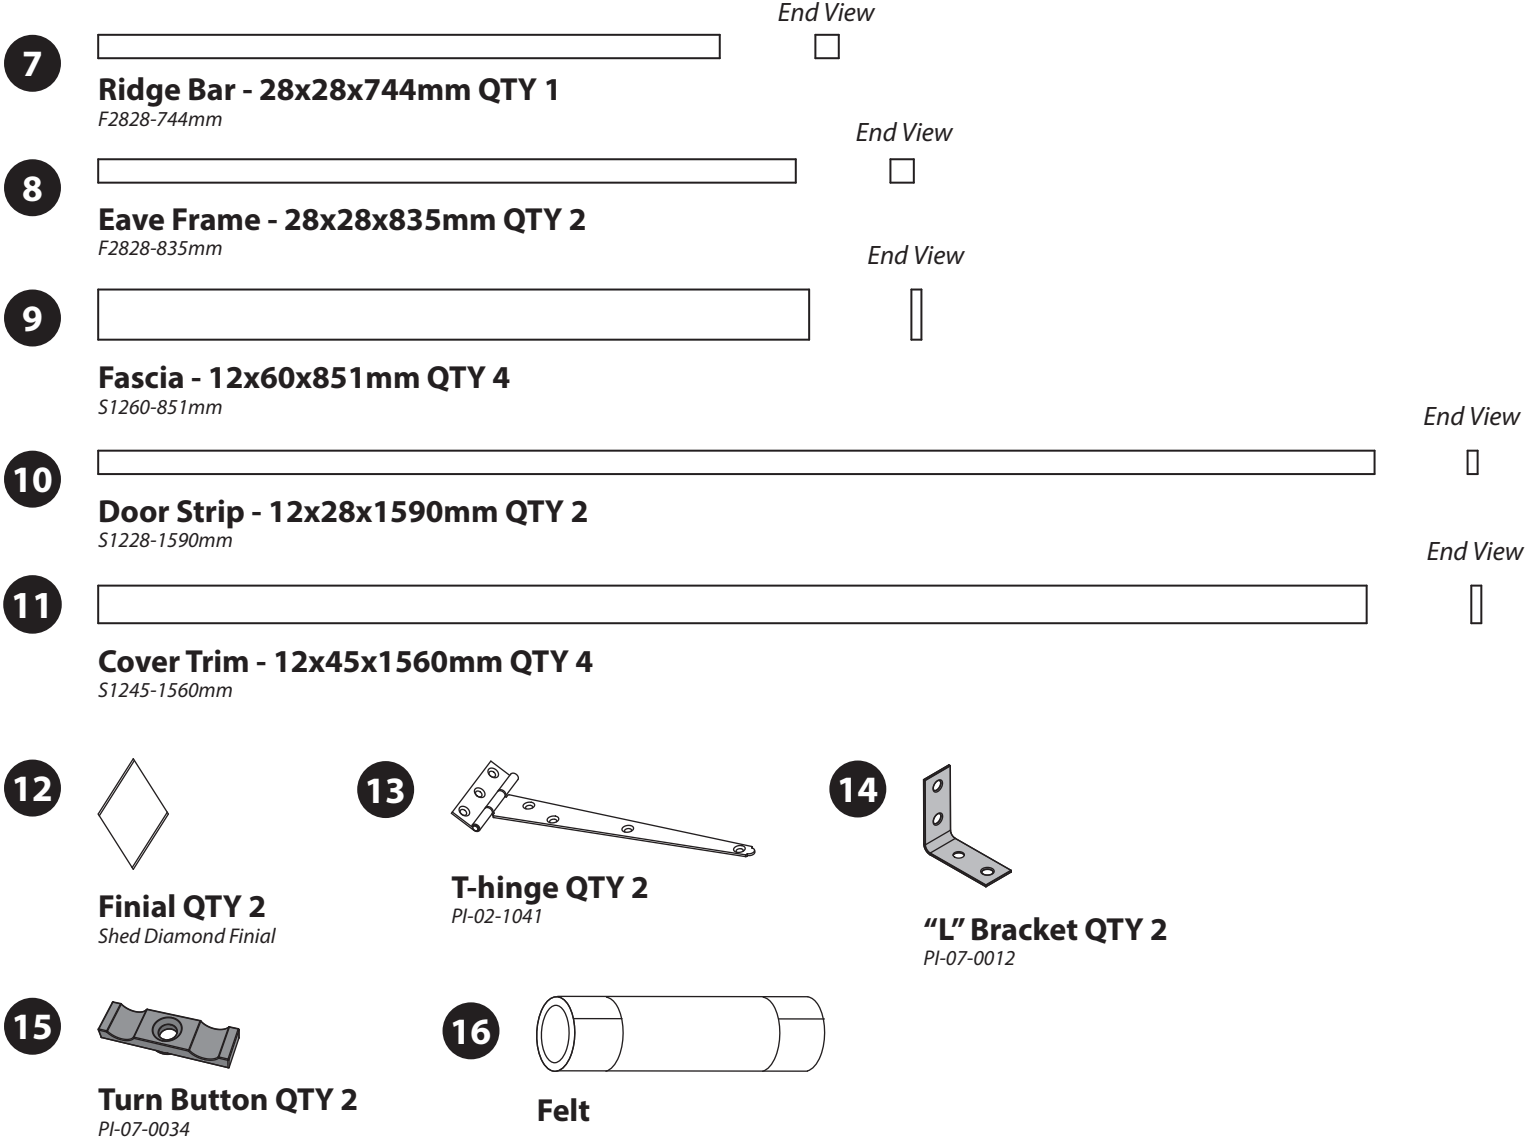 End View
7
Ridge Bar - 28x28x744mm QTY 1
F2828-744mm
End View
8
Eave Frame - 28x28x835mm QTY 2
F2828-835mm
End View
9
Fascia - 12x60x851mm QTY 4
S1260-851mm
End View
10
Door Strip - 12x28x1590mm QTY 2
S1228-1590mm
End View
11
Cover Trim - 12x45x1560mm QTY 4
S1245-1560mm
12
Finial QTY 2
Shed Diamond Finial
13
T-hinge QTY 2
PI-02-1041
14
“L” Bracket QTY 2
PI-07-0012
15
Turn Button QTY 2
PI-07-0034
16
Felt